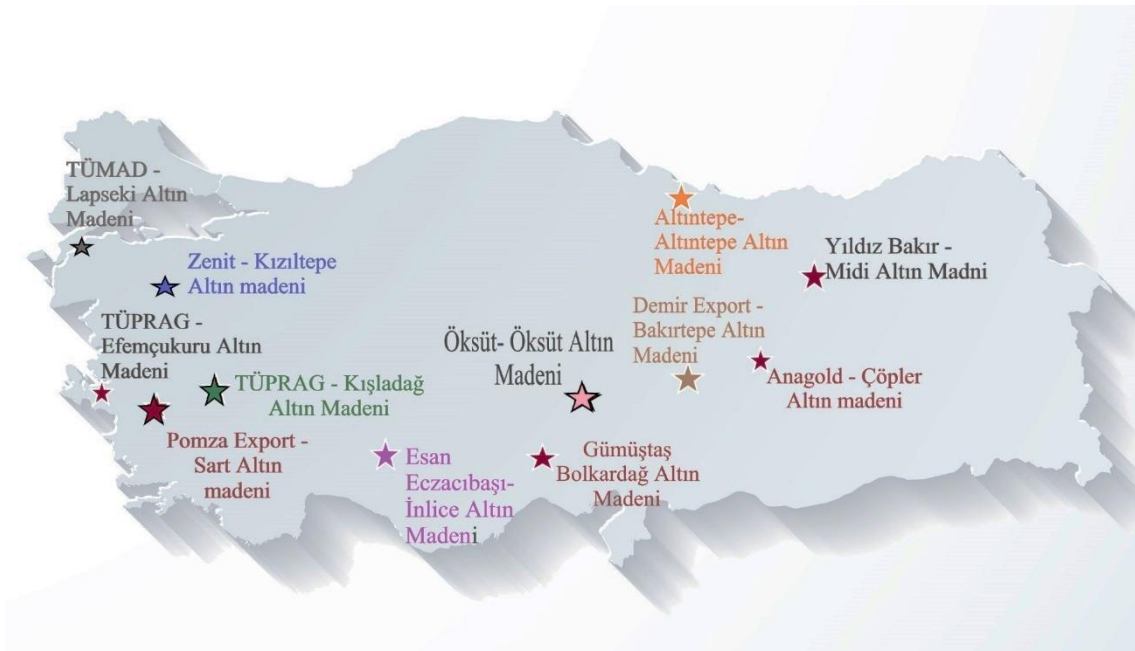 TÜMAD -
Lapseki Altın
Madeni
Zenit - Kızıltepe
Altın madeni
TÜPRAG -
Efemçukuru Altın
Madeni
TÜPRAG - Kışladağ
Altın Madeni
Pomza Export -
Sart Altın
madeni
Esan
Eczacıbaşı-
İnlice Altın
Madeni
Öksüt- Öksüt Altın
Madeni
Gümüştaş
Bolkardağ Altın
Madeni
Altıntepe-
Altıntepe Altın
Madeni
Demir Export -
Bakırtepe Altın
Madeni
Yıldız Bakır -
Midi Altın Madni
Anagold - Çöpler
Altın madeni